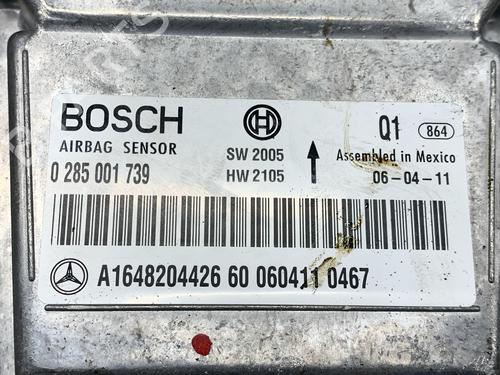 BOSCH
AIRBAG SENSOR
0 285 001 739
SW 2005
HW 2105
Q1
864
Assembled in Mexico
06-04-11
A1648204426 60 060411 0467